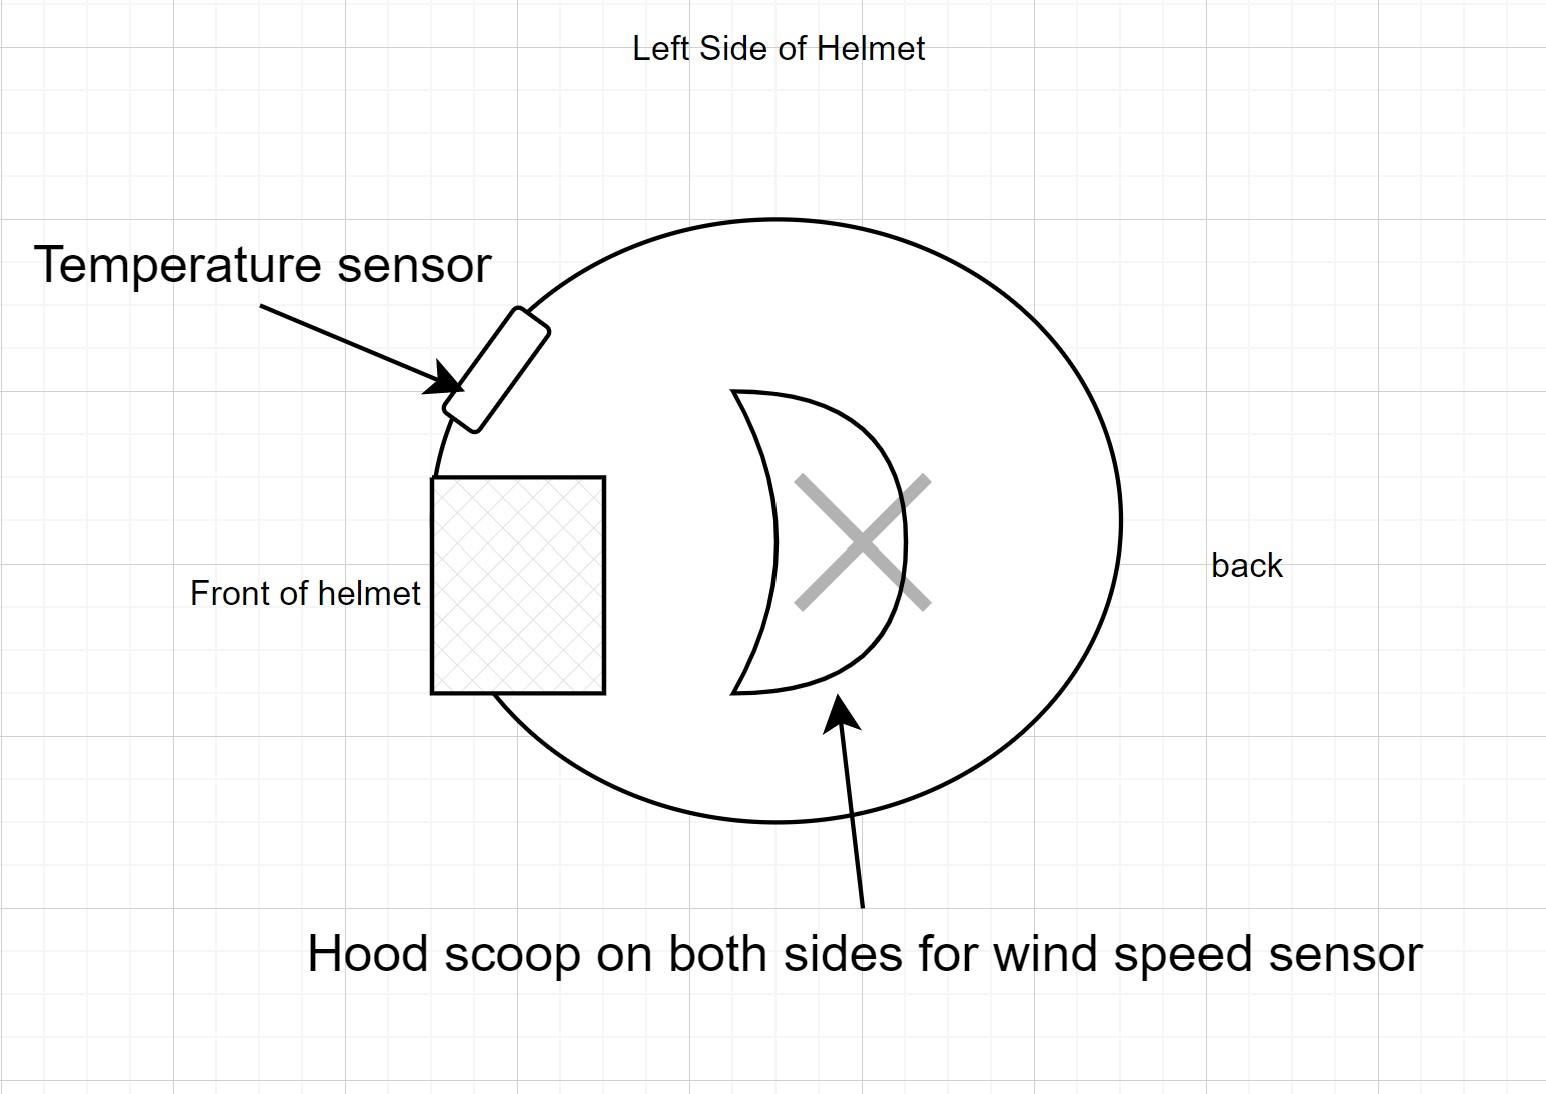 Left Side of Helmet
Temperature sensor
Front of helmet
back
Hood scoop on both sides for wind speed sensor